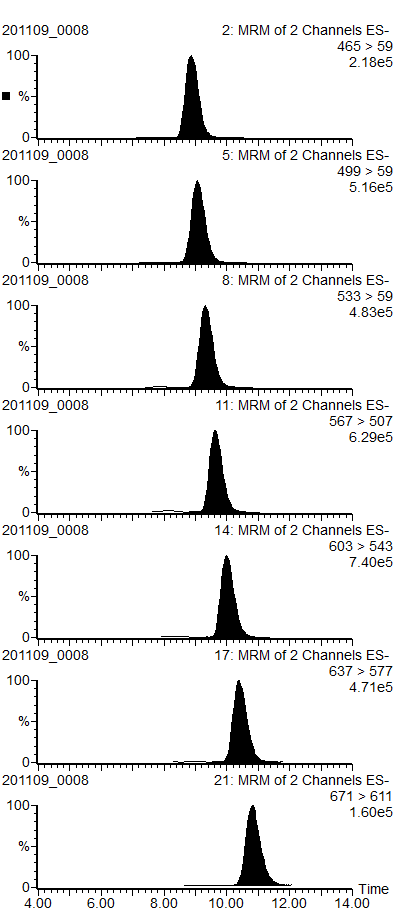 201109_0008 2: MRM of 2 Channels ES-
465 > 59
2.18e5
100
%
0
201109_0008 5: MRM of 2 Channels ES-
499 > 59
5.16e5
100
%
0
201109_0008 8: MRM of 2 Channels ES-
533 > 59
4.83e5
100
%
0
201109_0008 11: MRM of 2 Channels ES-
567 > 507
6.29e5
100
%
0
201109_0008 14: MRM of 2 Channels ES-
603 > 543
7.40e5
100
%
0
201109_0008 17: MRM of 2 Channels ES-
637 > 577
4.71e5
100
%
0
201109_0008 21: MRM of 2 Channels ES-
671 > 611
1.60e5
100
%
0
Time
4.00 6.00 8.00 10.00 12.00 14.00